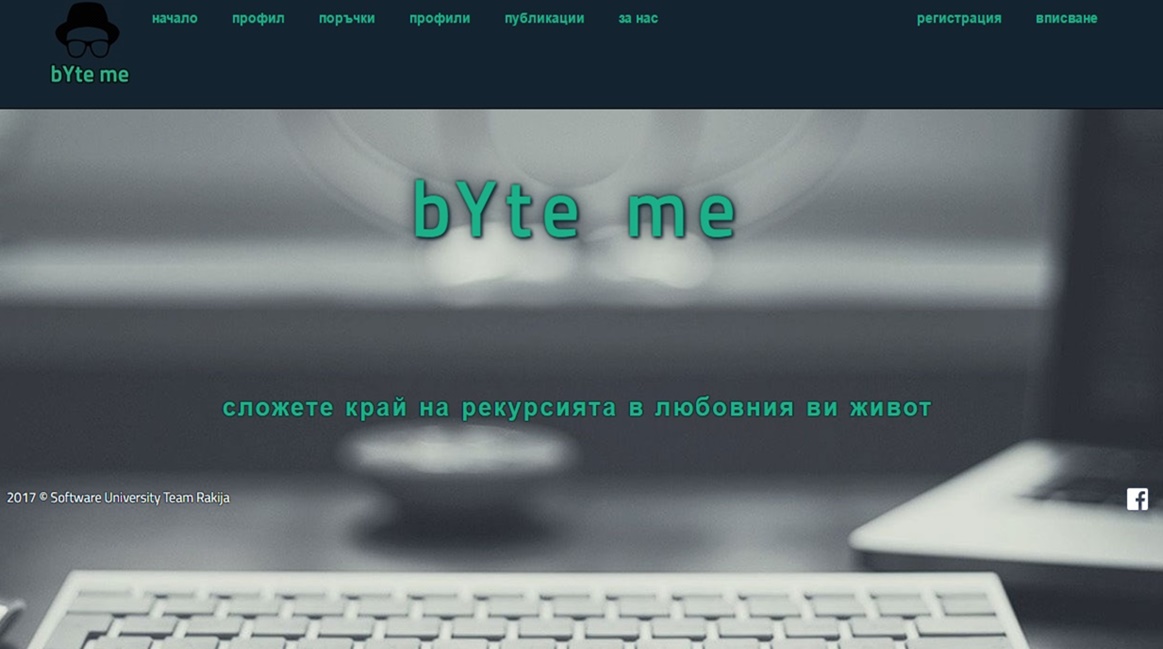 начало профил поръчки профили публикации за нас регистрация вписване
bYte me
bYte me
сложете край на рекурсията в любовния ви живот
2017 © Software University Team Rakija